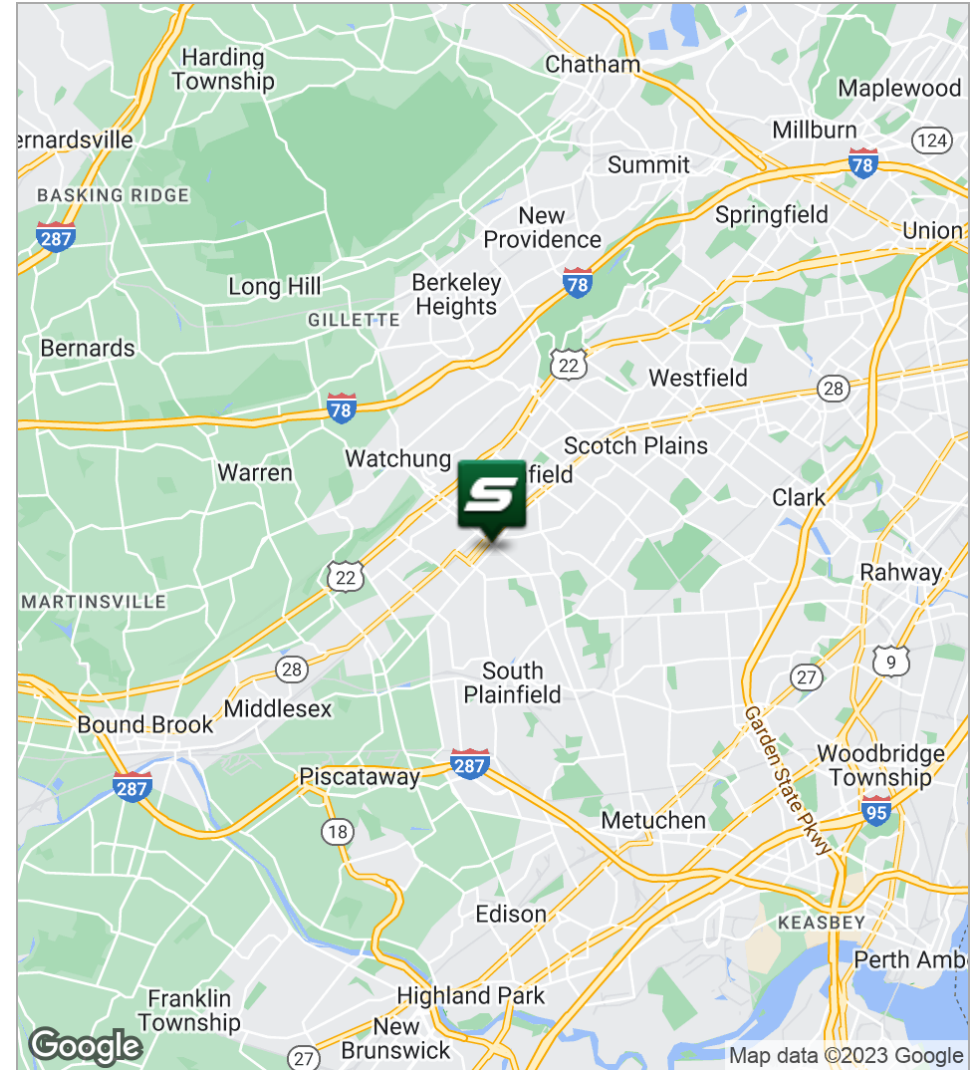 Harding
Township
Chatham
Maplewood
Millburn
124
ernardsville
Summit
78
BASKING RIDGE
New
Providence
Springfield
Union
287
Long Hill
Berkeley
Heights
78
GILLETTE
Bernards
22
Westfield
28
78
Scotch Plains
Watchung
field
Warren
S
Clark
22
Rahway
MARTINSVILLE
9
28
South
Plainfield
27
Middlesex
Bound Brook
Garden State Pkwy
Woodbridge
Township
287
Piscataway
287
95
18
Metuchen
Edison
KEASBEY
Perth Amb
Highland Park
Franklin
Township
New
Brunswick
27
Google
Map data ©2023 Google